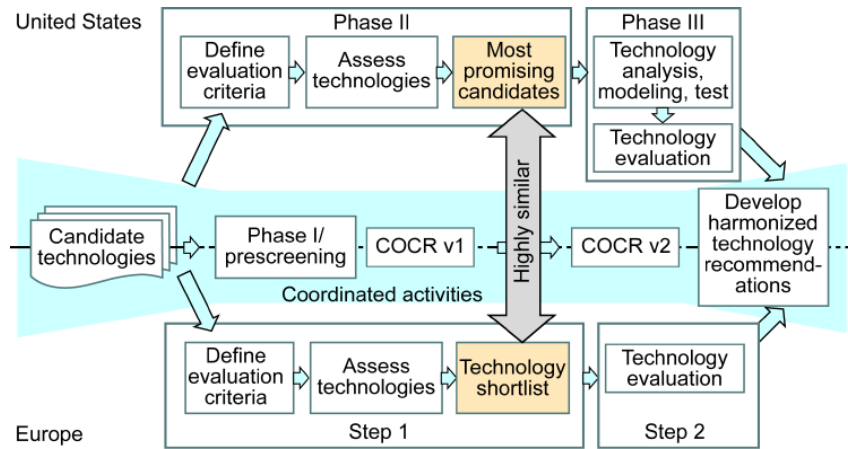 United States
Phase II
Phase III
Define
evaluation
criteria
Assess
technologies
Most
promising
candidates
Technology
analysis,
modeling, test
Technology
evaluation
Candidate
technologies
Phase I/
prescreening
COCR v1
Highly similar
COCR v2
Develop
harmonized
technology
recommend-
ations
Coordinated activities
Define
evaluation
criteria
Assess
technologies
Technology
shortlist
Technology
evaluation
Europe
Step 1
Step 2